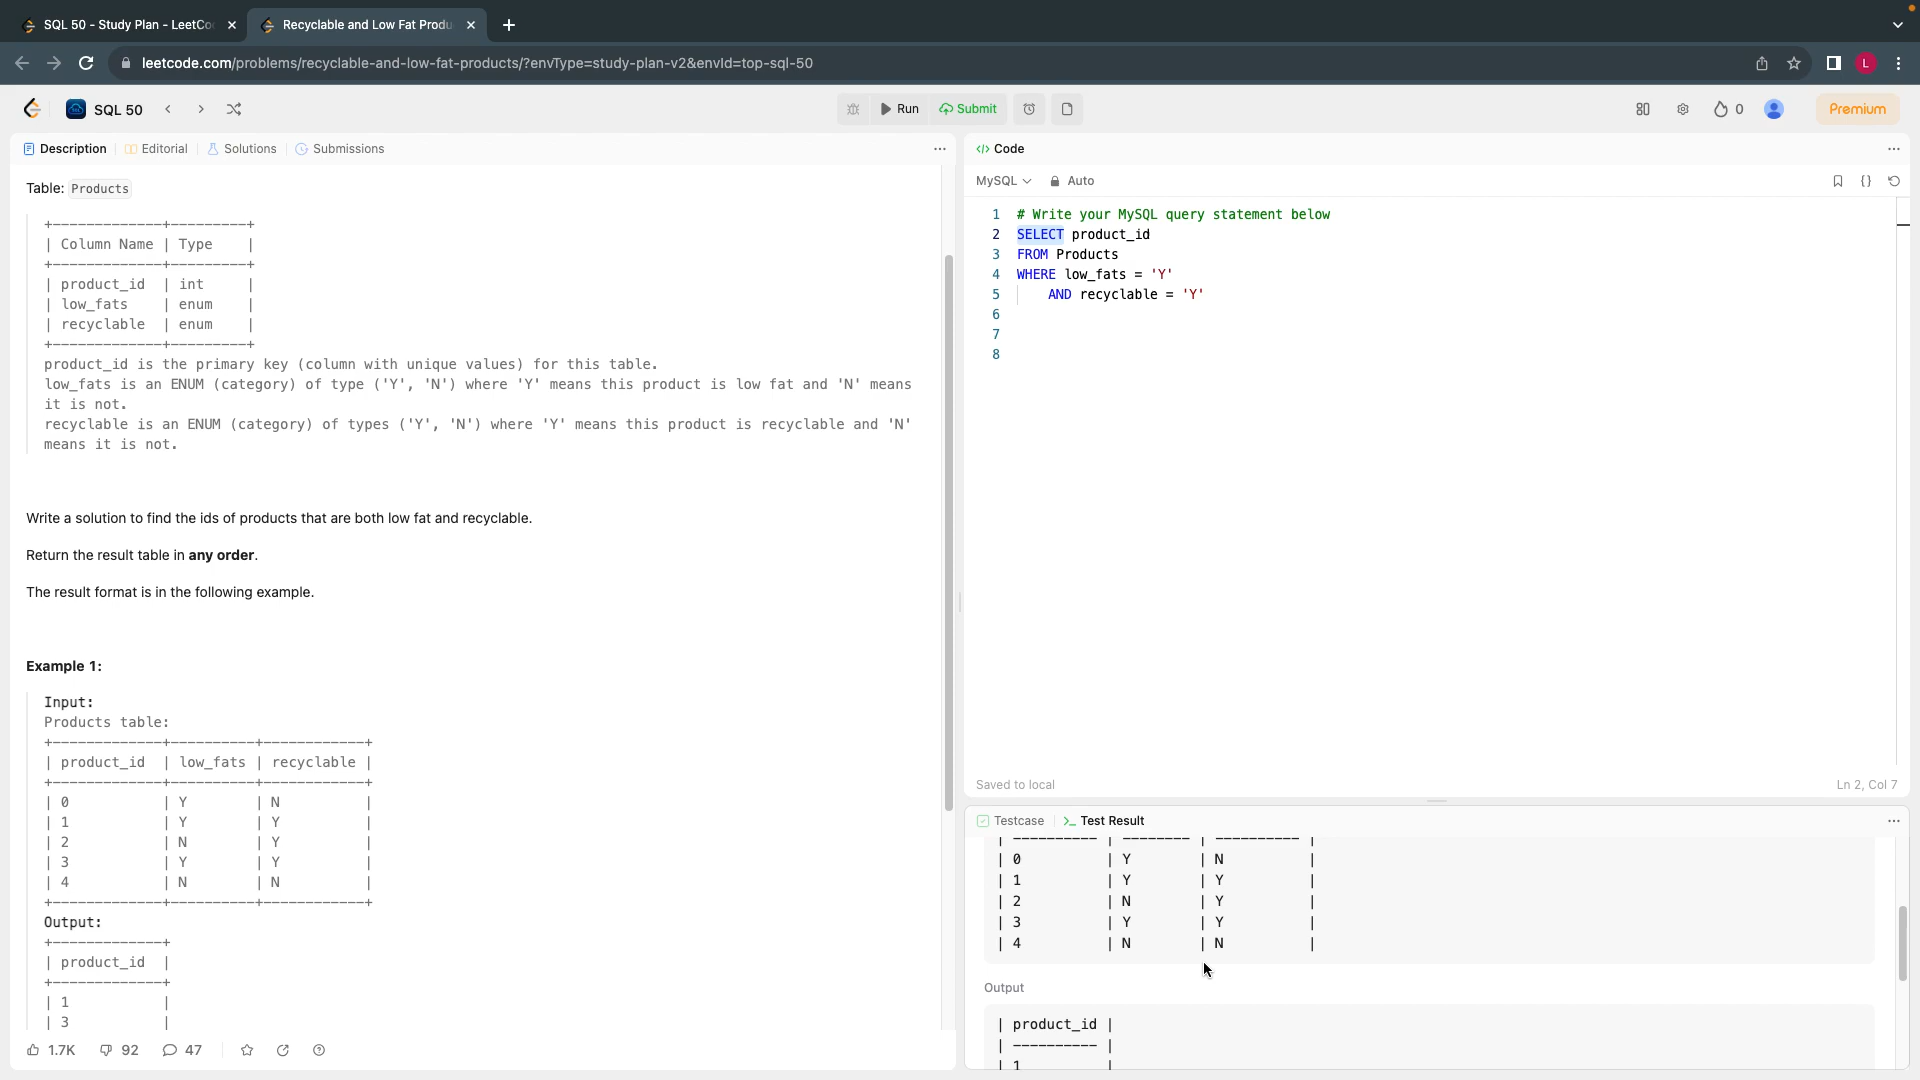 SQL 50 - Study Plan - LeetCo
Recyclable and Low Fat Produ
leetcode.com/problems/recyclable-and-low-fat-products/?envType=study-plan-v2&envId=top-sql-50
L
SQL 50
Run
Submit
0
Premium
Description
Editorial
Solutions
Submissions
Table: Products
+-------------+---------+
| Column Name | Type    |
+-------------+---------+
| product_id  | int     |
| low_fats    | enum    |
| recyclable  | enum    |
+-------------+---------+
product_id is the primary key (column with unique values) for this table.
low_fats is an ENUM (category) of type ('Y', 'N') where 'Y' means this product is low fat and 'N' means
it is not.
recyclable is an ENUM (category) of types ('Y', 'N') where 'Y' means this product is recyclable and 'N'
means it is not.
Write a solution to find the ids of products that are both low fat and recyclable.
Return the result table in any order.
The result format is in the following example.
Example 1:
Input:
Products table:
+-------------+----------+------------+
| product_id  | low_fats | recyclable |
+-------------+----------+------------+
| 0           | Y        | N          |
| 1           | Y        | Y          |
| 2           | N        | Y          |
| 3           | Y        | Y          |
| 4           | N        | N          |
+-------------+----------+------------+
Output:
+-------------+
| product_id  |
+-------------+
| 1           |
| 3           |
1.7K
92
47
</> Code
MySQL
Auto
{}
1 # Write your MySQL query statement below
2 SELECT product_id
3 FROM Products
4 WHERE low_fats = 'Y'
5     AND recyclable = 'Y'
6
7
8
Saved to local
Ln 2, Col 7
Testcase
>_ Test Result
| ---------- | -------- | ---------- |
| 0          | Y        | N          |
| 1          | Y        | Y          |
| 2          | N        | Y          |
| 3          | Y        | Y          |
| 4          | N        | N          |
Output
| product_id |
| ---------- |
| 1          |